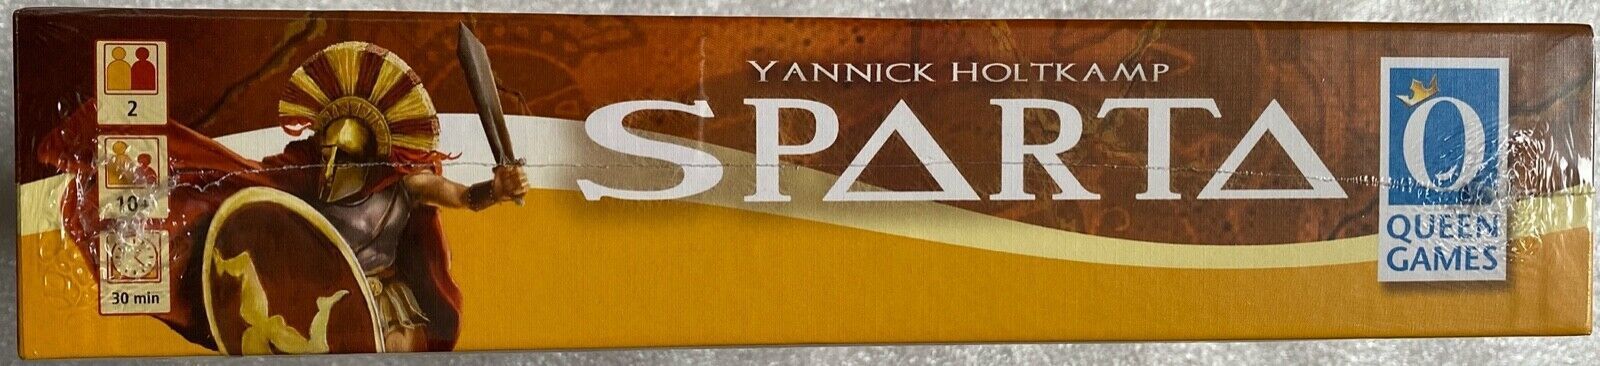 2
10+
30 min
YANNICK HOLTKAMP
SPARTA
Q
QUEEN
GAMES